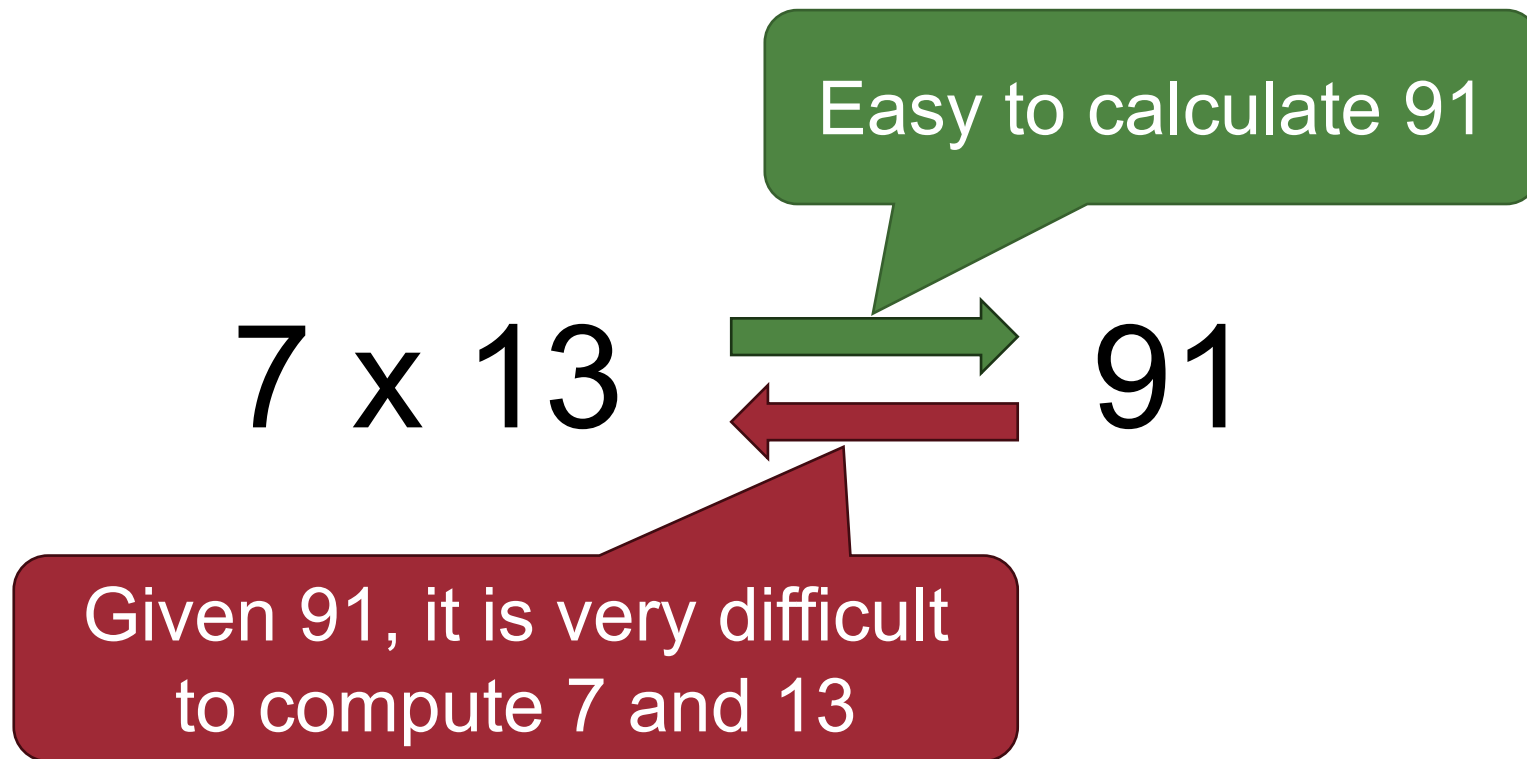 Easy to calculate 91
7 x 13
91
Given 91, it is very difficult
to compute 7 and 13